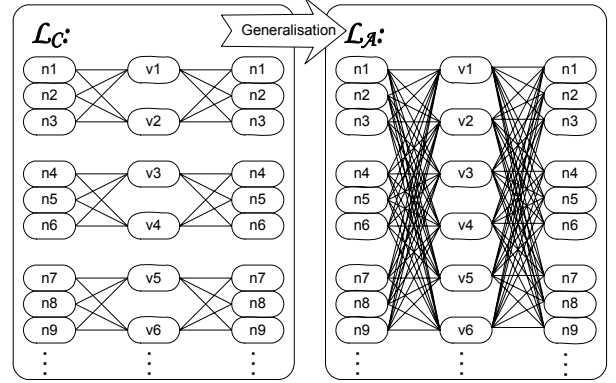 Generalisation
ℒC: ℒA:
n1 v1 n1 n1 v1 n1
n2 n2 n2 n2
n3 v2 n3 n3 v2 n3
n4 v3 n4 n4 v3 n4
n5 n5 n5 n5
n6 v4 n6 n6 v4 n6
n7 v5 n7 n7 v5 n7
n8 n8 n8 n8
n9 v6 n9 n9 v6 n9